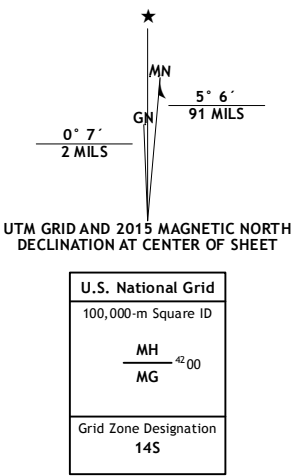 MN
GN
5° 6´
91 MILS
0° 7´
2 MILS
UTM GRID AND 2015 MAGNETIC NORTH
DECLINATION AT CENTER OF SHEET
U.S. National Grid
100,000-m Square ID
MH
⁴²00
MG
Grid Zone Designation
14S